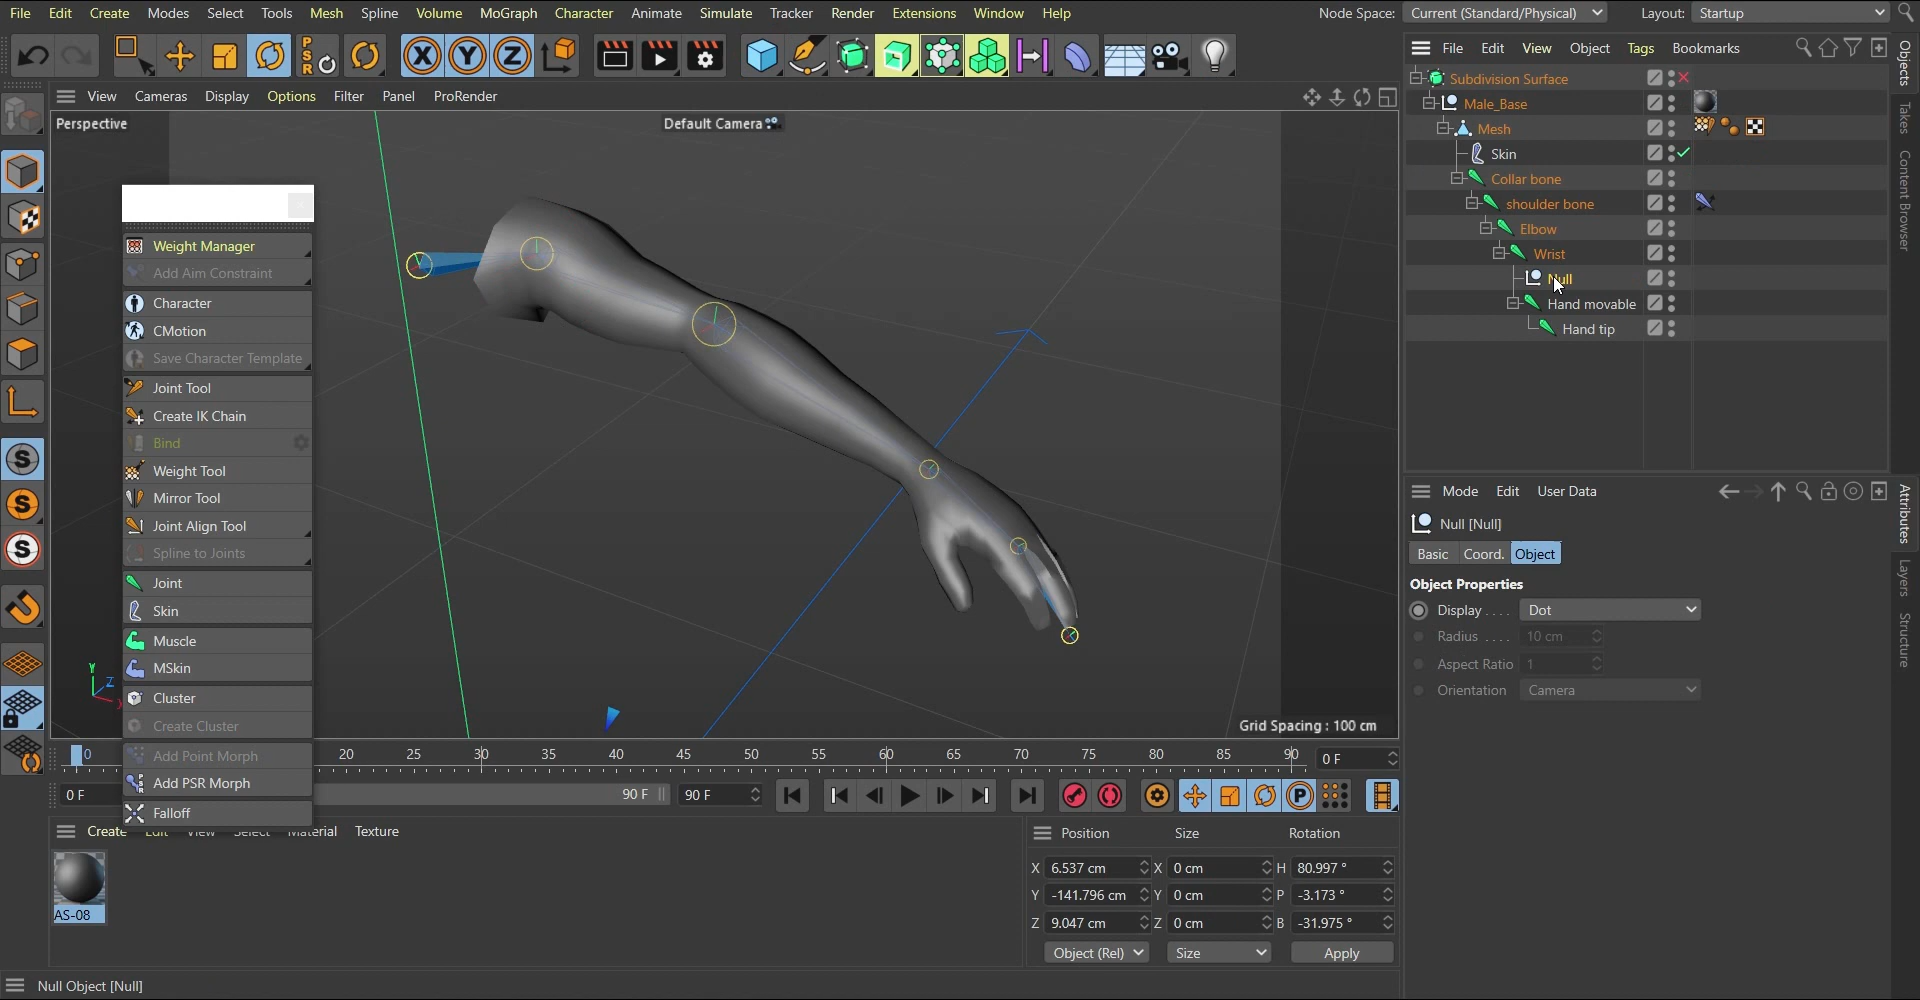 File Edit Create Modes Select Tools Mesh Spline Volume MoGraph Character Animate Simulate Tracker Render Extensions Window Help
Node Space: Current (Standard/Physical) Layout: Startup
PSR X Y Z
File Edit View Object Tags Bookmarks
View Cameras Display Options Filter Panel ProRender
Perspective
Default Camera
Subdivision Surface
Male_Base
Mesh
Skin
Collar bone
shoulder bone
Elbow
Wrist
Null
Hand movable
Hand tip
Objects
Takes
Content Browser
Weight Manager
Add Aim Constraint
Character
CMotion
Save Character Template
Joint Tool
Create IK Chain
Bind
Weight Tool
Mirror Tool
Joint Align Tool
Spline to Joints
Joint
Skin
Muscle
MSkin
Cluster
Create Cluster
Add Point Morph
Add PSR Morph
Falloff
S
S
S
Y
Z
X
Grid Spacing : 100 cm
Mode Edit User Data
Null [Null]
Basic Coord. Object
Object Properties
Display . . . . Dot
Radius . . . . 10 cm
Aspect Ratio 1
Orientation Camera
Attributes
Layers
Structure
0 20 25 30 35 40 45 50 55 60 65 70 75 80 85 90 0 F
0 F 90 F 90 F P
Create Edit View Select Material Texture
AS-08
Position Size Rotation
X 6.537 cm X 0 cm H 80.997 °
Y -141.796 cm Y 0 cm P -3.173 °
Z 9.047 cm Z 0 cm B -31.975 °
Object (Rel) Size Apply
Null Object [Null]